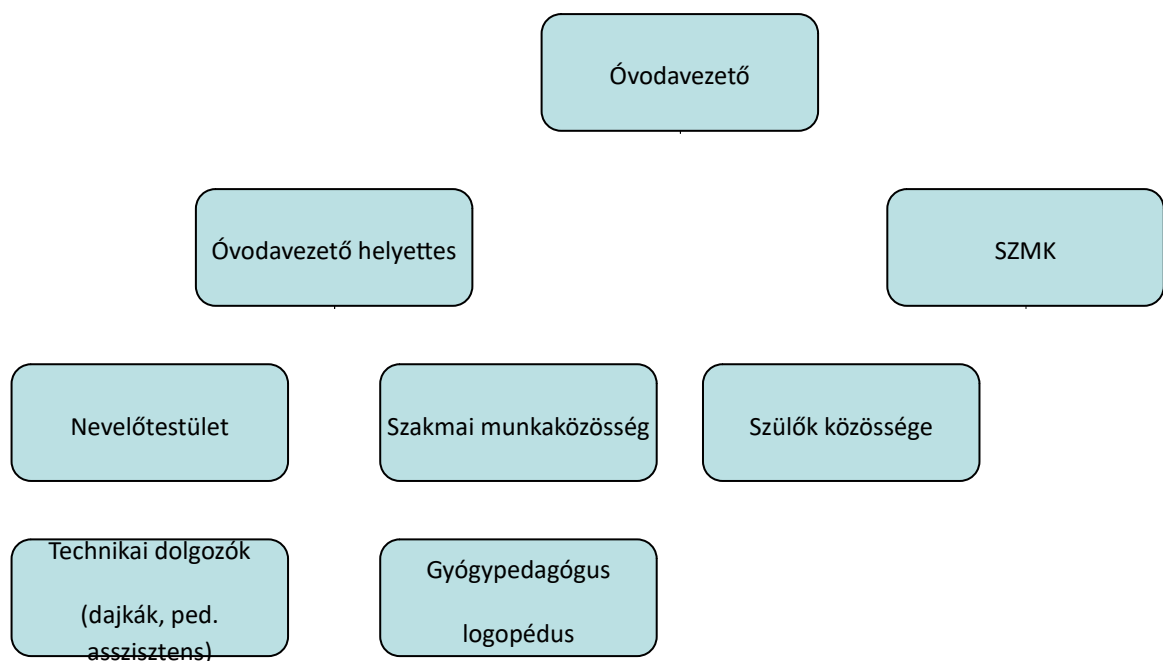 Óvodavezető
Óvodavezető helyettes
SZMK
Nevelőtestület
Szakmai munkaközösség
Szülők közössége
Technikai dolgozók
(dajkák, ped.
asszisztens)
Gyógypedagógus
logopédus